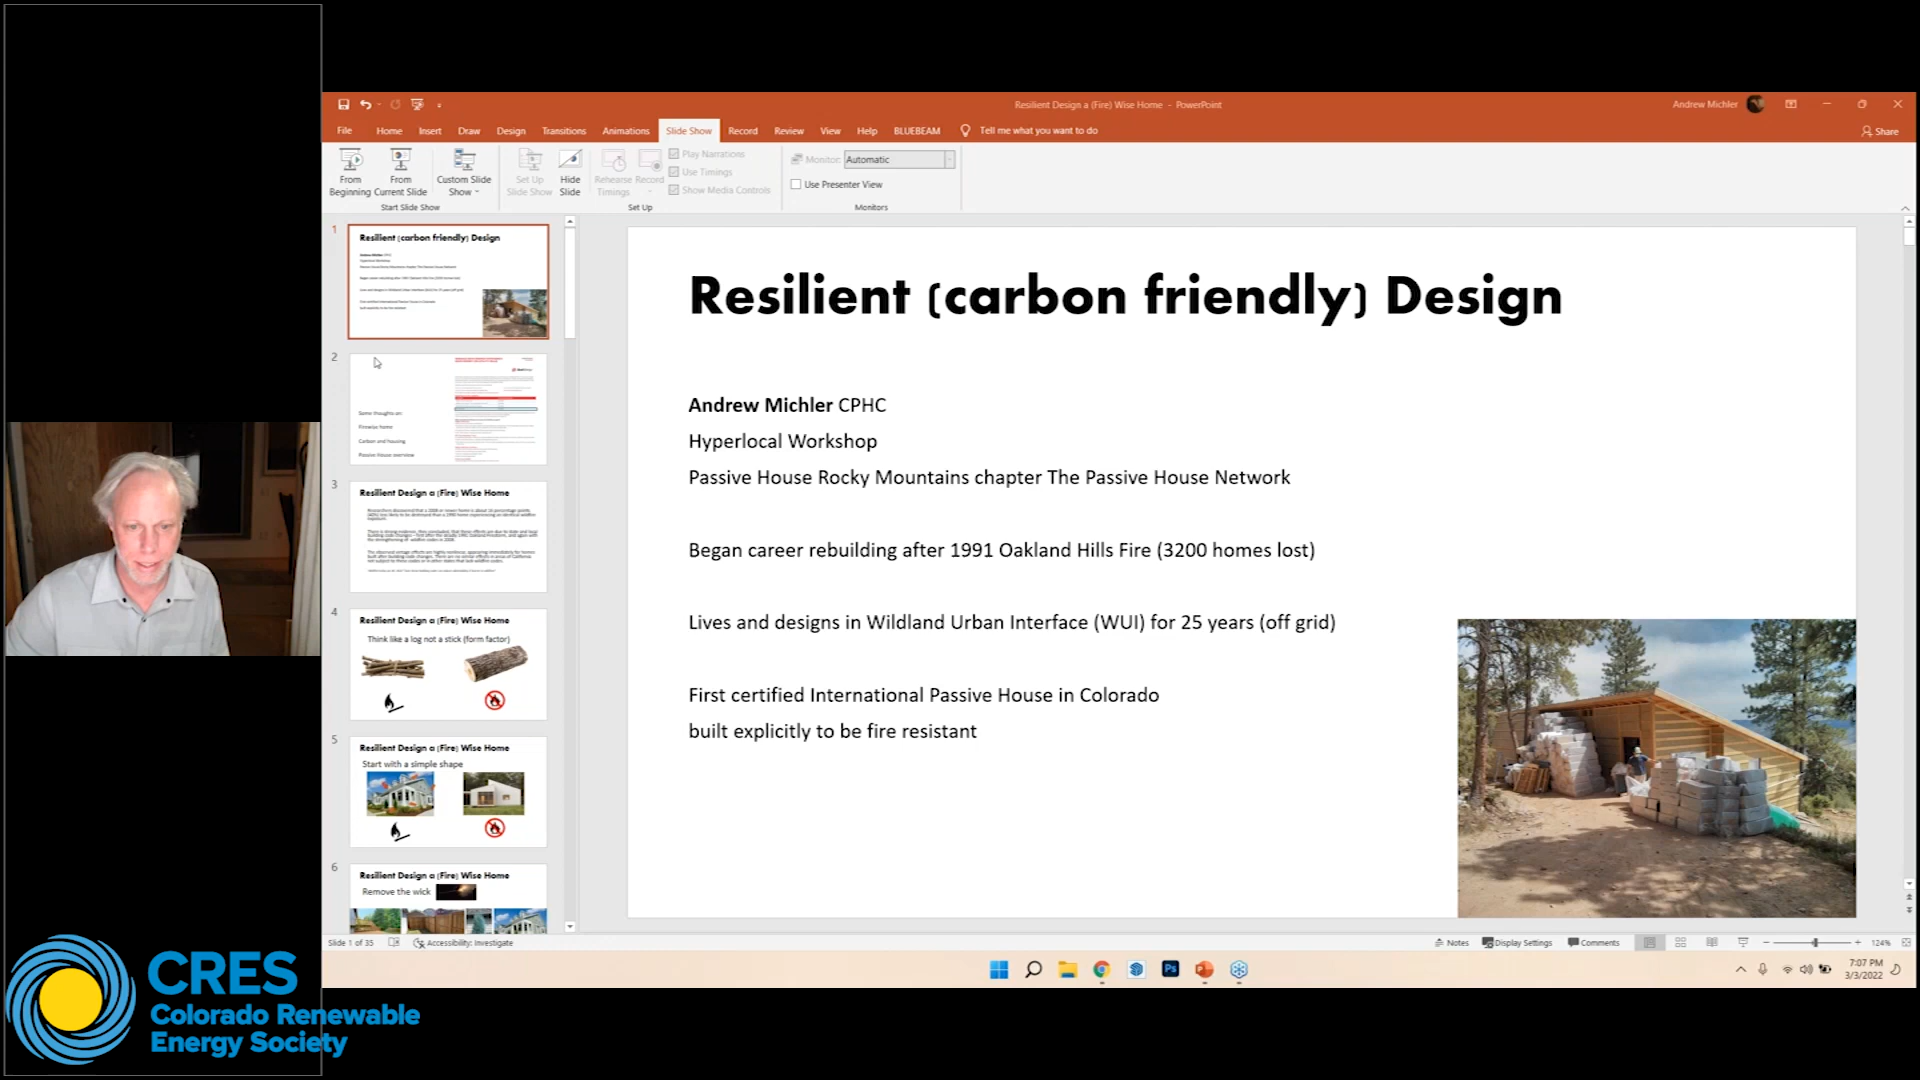 Resilient Design a (Fire) Wise Home - PowerPoint
Andrew Michler
File Home Insert Draw Design Transitions Animations Slide Show Record Review View Help BLUEBEAM Tell me what you want to do
Share
From Beginning
From Current Slide
Custom Slide Show
Start Slide Show
Set Up Slide Show
Hide Slide
Rehearse Timings
Record
Play Narrations
Use Timings
Show Media Controls
Set Up
Monitor: Automatic
Use Presenter View
Monitors
1
Resilient (carbon friendly) Design
2
Some thoughts on:
Firewise home
Carbon and housing
Passive House overview
3
Resilient Design a (Fire) Wise Home
4
Resilient Design a (Fire) Wise Home
Think like a log not a stick (form factor)
5
Resilient Design a (Fire) Wise Home
Start with a simple shape
6
Resilient Design a (Fire) Wise Home
Remove the wick
Resilient (carbon friendly) Design
Andrew Michler CPHC
Hyperlocal Workshop
Passive House Rocky Mountains chapter The Passive House Network
Began career rebuilding after 1991 Oakland Hills Fire (3200 homes lost)
Lives and designs in Wildland Urban Interface (WUI) for 25 years (off grid)
First certified International Passive House in Colorado
built explicitly to be fire resistant
Slide 1 of 35
Accessibility: Investigate
Notes
Display Settings
Comments
124%
Ps
7:07 PM
3/3/2022
CRES
Colorado Renewable
Energy Society